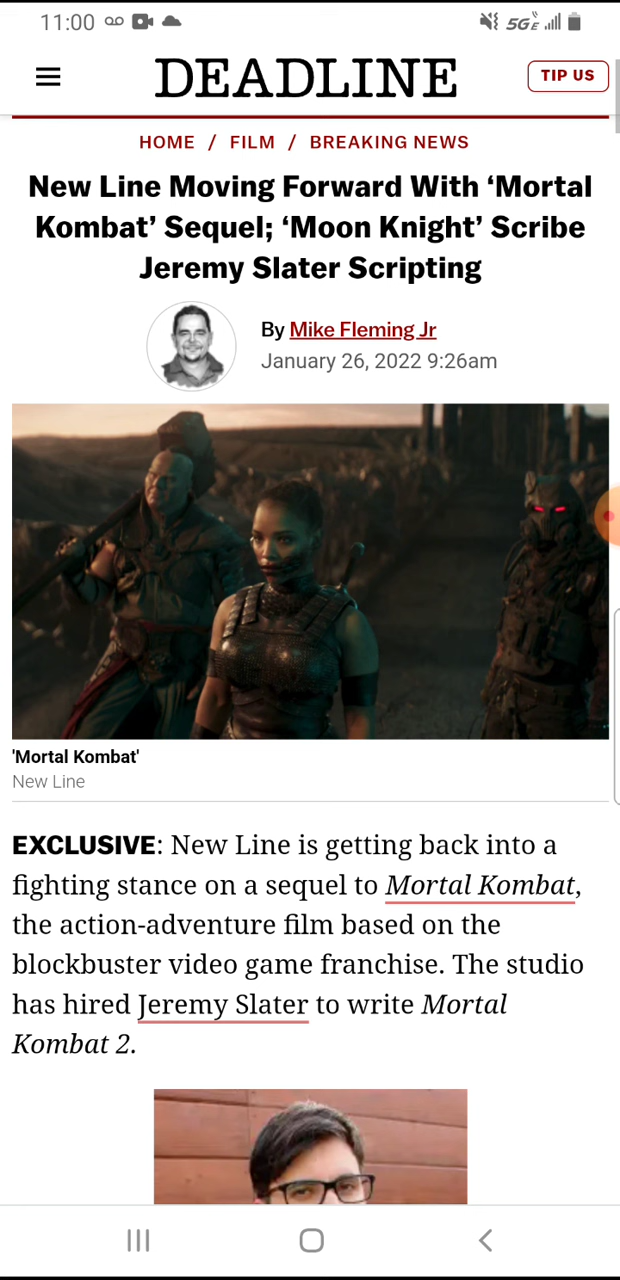 11:00
5GE
DEADLINE
TIP US
HOME / FILM / BREAKING NEWS
New Line Moving Forward With ‘Mortal
Kombat’ Sequel; ‘Moon Knight’ Scribe
Jeremy Slater Scripting
By Mike Fleming Jr
January 26, 2022 9:26am
'Mortal Kombat'
New Line
EXCLUSIVE: New Line is getting back into a
fighting stance on a sequel to Mortal Kombat,
the action-adventure film based on the
blockbuster video game franchise. The studio
has hired Jeremy Slater to write Mortal
Kombat 2.